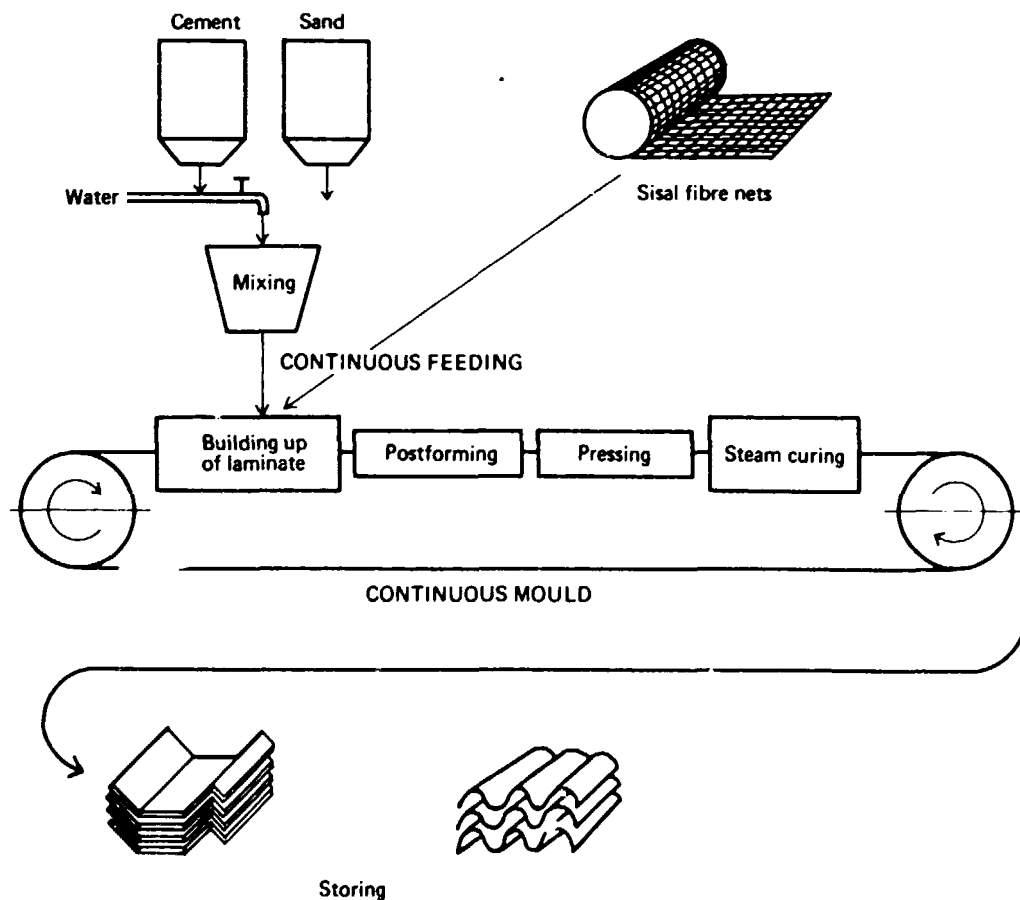 Cement
Sand
Water
Sisal fibre nets
Mixing
CONTINUOUS FEEDING
Building up
of laminate
Postforming
Pressing
Steam curing
CONTINUOUS MOULD
Storing